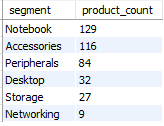 segment product_count
Notebook 129
Accessories 116
Peripherals 84
Desktop 32
Storage 27
Networking 9